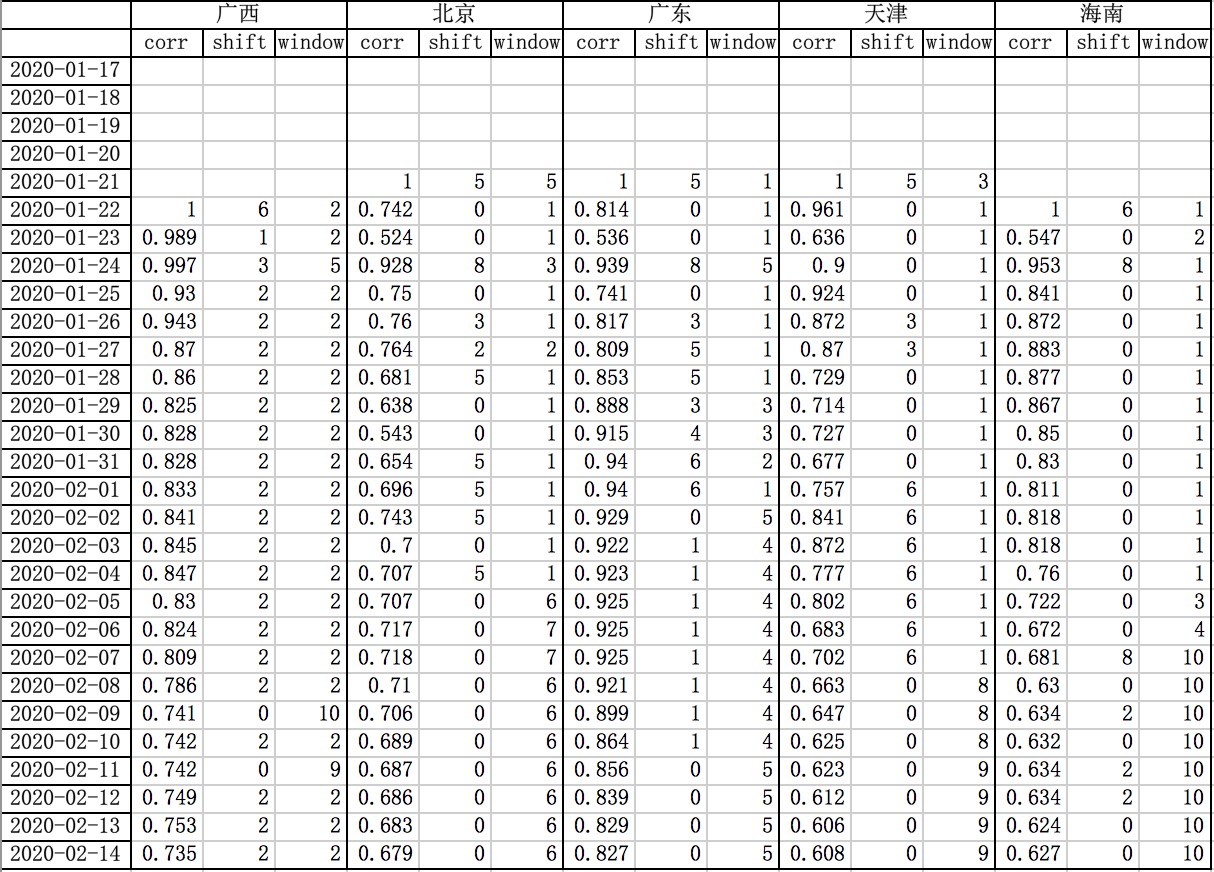 广西 北京 广东 天津 海南
corr shift window corr shift window corr shift window corr shift window corr shift window
2020-01-17
2020-01-18
2020-01-19
2020-01-20
2020-01-21 1 5 5 1 5 1 1 5 3
2020-01-22 1 6 2 0.742 0 1 0.814 0 1 0.961 0 1 1 6 1
2020-01-23 0.989 1 2 0.524 0 1 0.536 0 1 0.636 0 1 0.547 0 2
2020-01-24 0.997 3 5 0.928 8 3 0.939 8 5 0.9 0 1 0.953 8 1
2020-01-25 0.93 2 2 0.75 0 1 0.741 0 1 0.924 0 1 0.841 0 1
2020-01-26 0.943 2 2 0.76 3 1 0.817 3 1 0.872 3 1 0.872 0 1
2020-01-27 0.87 2 2 0.764 2 2 0.809 5 1 0.87 3 1 0.883 0 1
2020-01-28 0.86 2 2 0.681 5 1 0.853 5 1 0.729 0 1 0.877 0 1
2020-01-29 0.825 2 2 0.638 0 1 0.888 3 3 0.714 0 1 0.867 0 1
2020-01-30 0.828 2 2 0.543 0 1 0.915 4 3 0.727 0 1 0.85 0 1
2020-01-31 0.828 2 2 0.654 5 1 0.94 6 2 0.677 0 1 0.83 0 1
2020-02-01 0.833 2 2 0.696 5 1 0.94 6 1 0.757 6 1 0.811 0 1
2020-02-02 0.841 2 2 0.743 5 1 0.929 0 5 0.841 6 1 0.818 0 1
2020-02-03 0.845 2 2 0.7 0 1 0.922 1 4 0.872 6 1 0.818 0 1
2020-02-04 0.847 2 2 0.707 5 1 0.923 1 4 0.777 6 1 0.76 0 1
2020-02-05 0.83 2 2 0.707 0 6 0.925 1 4 0.802 6 1 0.722 0 3
2020-02-06 0.824 2 2 0.717 0 7 0.925 1 4 0.683 6 1 0.672 0 4
2020-02-07 0.809 2 2 0.718 0 7 0.925 1 4 0.702 6 1 0.681 8 10
2020-02-08 0.786 2 2 0.71 0 6 0.921 1 4 0.663 0 8 0.63 0 10
2020-02-09 0.741 0 10 0.706 0 6 0.899 1 4 0.647 0 8 0.634 2 10
2020-02-10 0.742 2 2 0.689 0 6 0.864 1 4 0.625 0 8 0.632 0 10
2020-02-11 0.742 0 9 0.687 0 6 0.856 0 5 0.623 0 9 0.634 2 10
2020-02-12 0.749 2 2 0.686 0 6 0.839 0 5 0.612 0 9 0.634 2 10
2020-02-13 0.753 2 2 0.683 0 6 0.829 0 5 0.606 0 9 0.624 0 10
2020-02-14 0.735 2 2 0.679 0 6 0.827 0 5 0.608 0 9 0.627 0 10